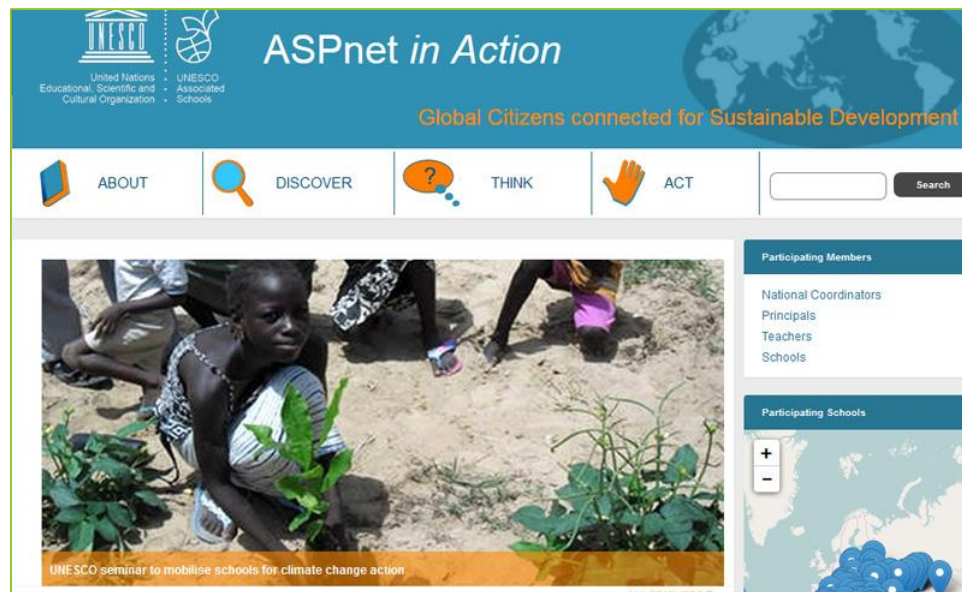 UNESCO
United Nations
Educational, Scientific and
Cultural Organization
UNESCO
Associated
Schools
ASPnet in Action
Global Citizens connected for Sustainable Development
ABOUT
DISCOVER
?
THINK
ACT
Search
Participating Members
National Coordinators
Principals
Teachers
Schools
Participating Schools
+
−
UNESCO seminar to mobilise schools for climate change action